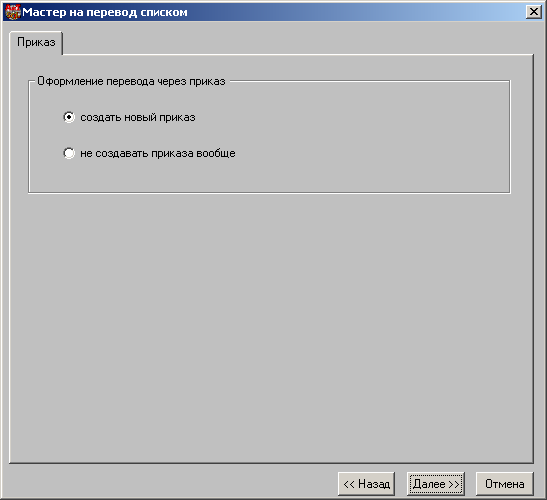 Мастер на перевод списком
Приказ
Оформление перевода через приказ
создать новый приказ
не создавать приказа вообще
<< Назад
Далее >>
Отмена